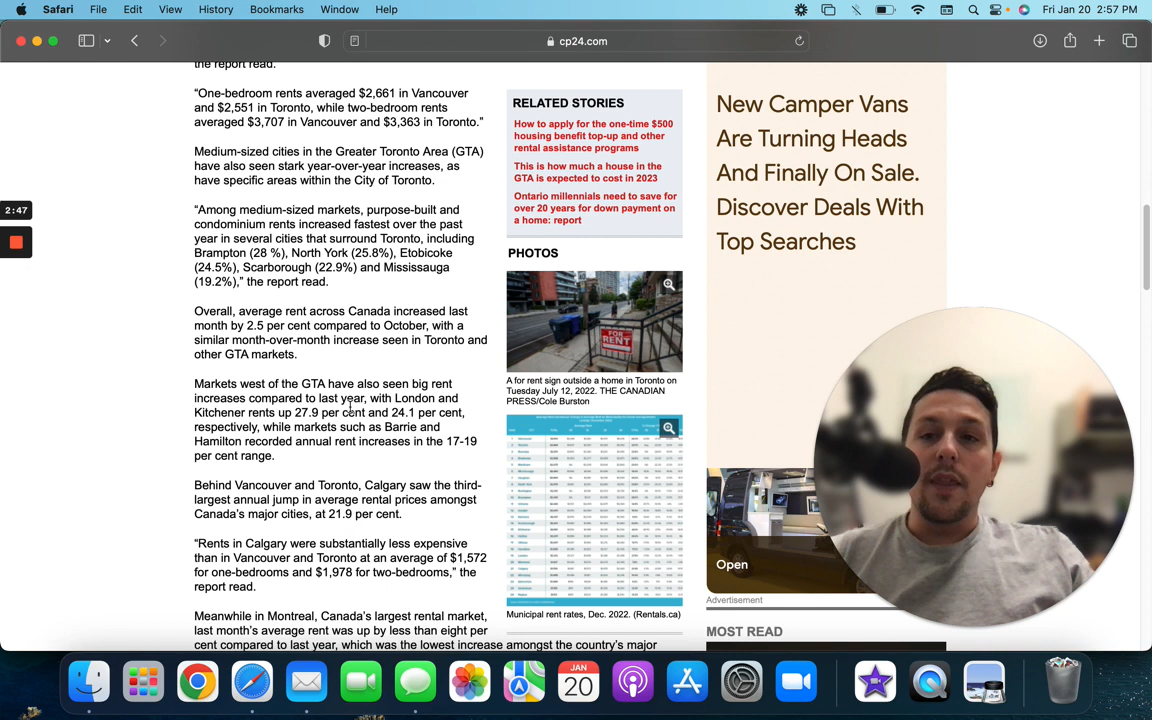 Safari File Edit View History Bookmarks Window Help
Fri Jan 20 2:57 PM
cp24.com
the report read.
“One-bedroom rents averaged $2,661 in Vancouver
and $2,551 in Toronto, while two-bedroom rents
averaged $3,707 in Vancouver and $3,363 in Toronto.”
Medium-sized cities in the Greater Toronto Area (GTA)
have also seen stark year-over-year increases, as
have specific areas within the City of Toronto.
2:47
“Among medium-sized markets, purpose-built and
condominium rents increased fastest over the past
year in several cities that surround Toronto, including
Brampton (28 %), North York (25.8%), Etobicoke
(24.5%), Scarborough (22.9%) and Mississauga
(19.2%),” the report read.
Overall, average rent across Canada increased last
month by 2.5 per cent compared to October, with a
similar month-over-month increase seen in Toronto and
other GTA markets.
Markets west of the GTA have also seen big rent
increases compared to last year, with London and
Kitchener rents up 27.9 per cent and 24.1 per cent,
respectively, while markets such as Barrie and
Hamilton recorded annual rent increases in the 17-19
per cent range.
Behind Vancouver and Toronto, Calgary saw the third-
largest annual jump in average rental prices amongst
Canada’s major cities, at 21.9 per cent.
“Rents in Calgary were substantially less expensive
than in Vancouver and Toronto at an average of $1,572
for one-bedrooms and $1,978 for two-bedrooms,” the
report read.
Meanwhile in Montreal, Canada’s largest rental market,
last month’s average rent was up by less than eight per
cent compared to last year, which was the lowest increase amongst the country’s major
RELATED STORIES
How to apply for the one-time $500
housing benefit top-up and other
rental assistance programs
This is how much a house in the
GTA is expected to cost in 2023
Ontario millennials need to save for
over 20 years for down payment on
a home: report
PHOTOS
FOR
RENT
A for rent sign outside a home in Toronto on
Tuesday July 12, 2022. THE CANADIAN
PRESS/Cole Burston
Municipal rent rates, Dec. 2022. (Rentals.ca)
New Camper Vans
Are Turning Heads
And Finally On Sale.
Discover Deals With
Top Searches
Open
Advertisement
MOST READ
JAN
20